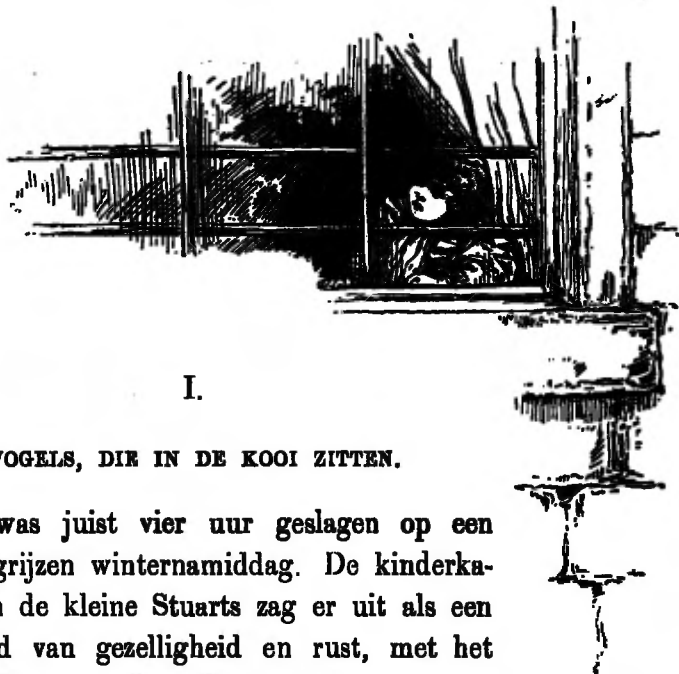 I.
VOGELS, DIE IN DE KOOI ZITTEN.
was juist vier uur geslagen op een
grijzen winternamiddag. De kinderka-
de kleine Stuarts zag er uit als een
van gezelligheid en rust, met het